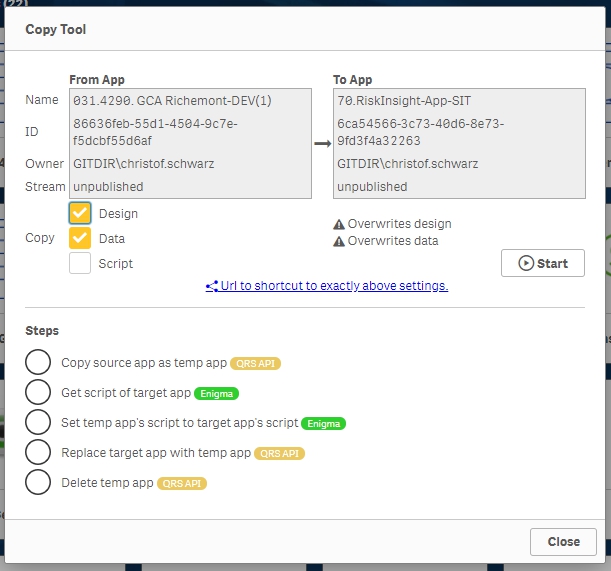 (22)
Copy Tool
From App To App
Name 031.4290. GCA Richemont-DEV(1) 70.RiskInsight-App-SIT
ID 86636feb-55d1-4504-9c7e-f5dcbf55d6af 6ca54566-3c73-40d6-8e73-9fd3f4a32263
Owner GITDIR\christof.schwarz GITDIR\christof.schwarz
Stream unpublished unpublished
Design
Copy Data
Script
Overwrites design
Overwrites data
Start
Url to shortcut to exactly above settings.
Steps
Copy source app as temp app QRS API
Get script of target app Enigma
Set temp app's script to target app's script Enigma
Replace target app with temp app QRS API
Delete temp app QRS API
Close